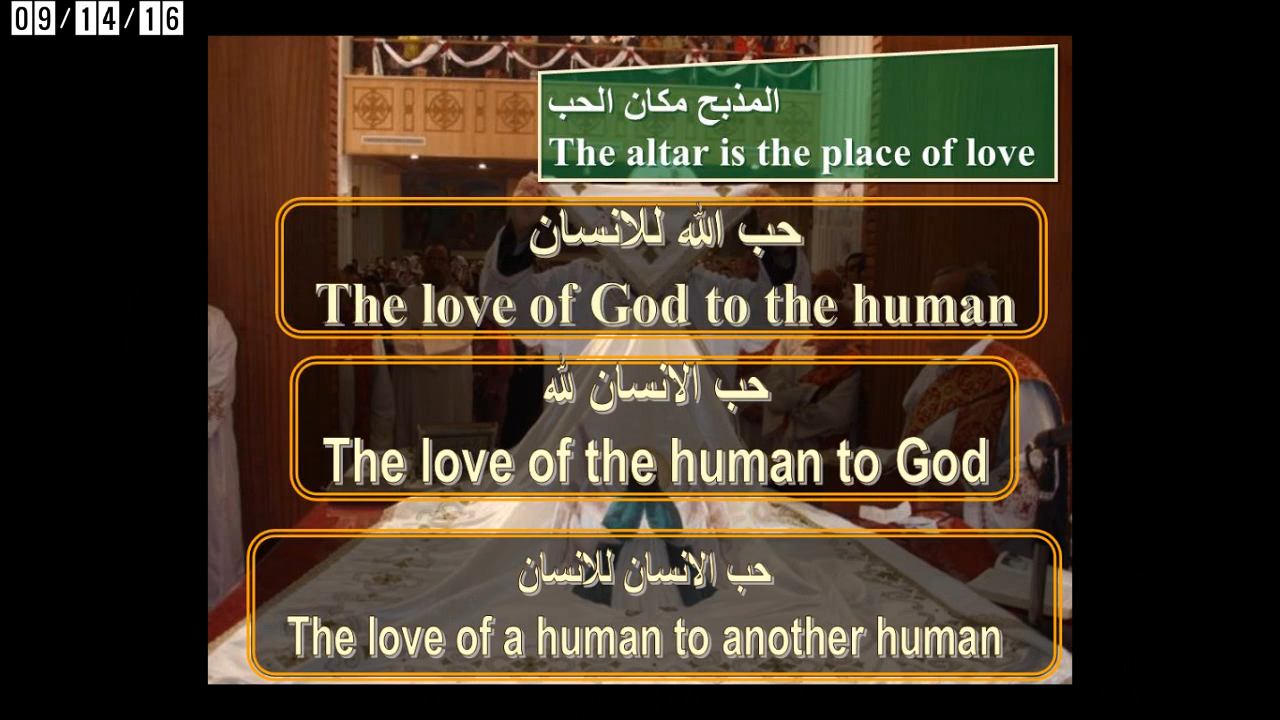 09/14/16
المذبح مكان الحب
The altar is the place of love
حب الله للانسان
The love of God to the human
حب الانسان لله
The love of the human to God
حب الانسان للانسان
The love of a human to another human